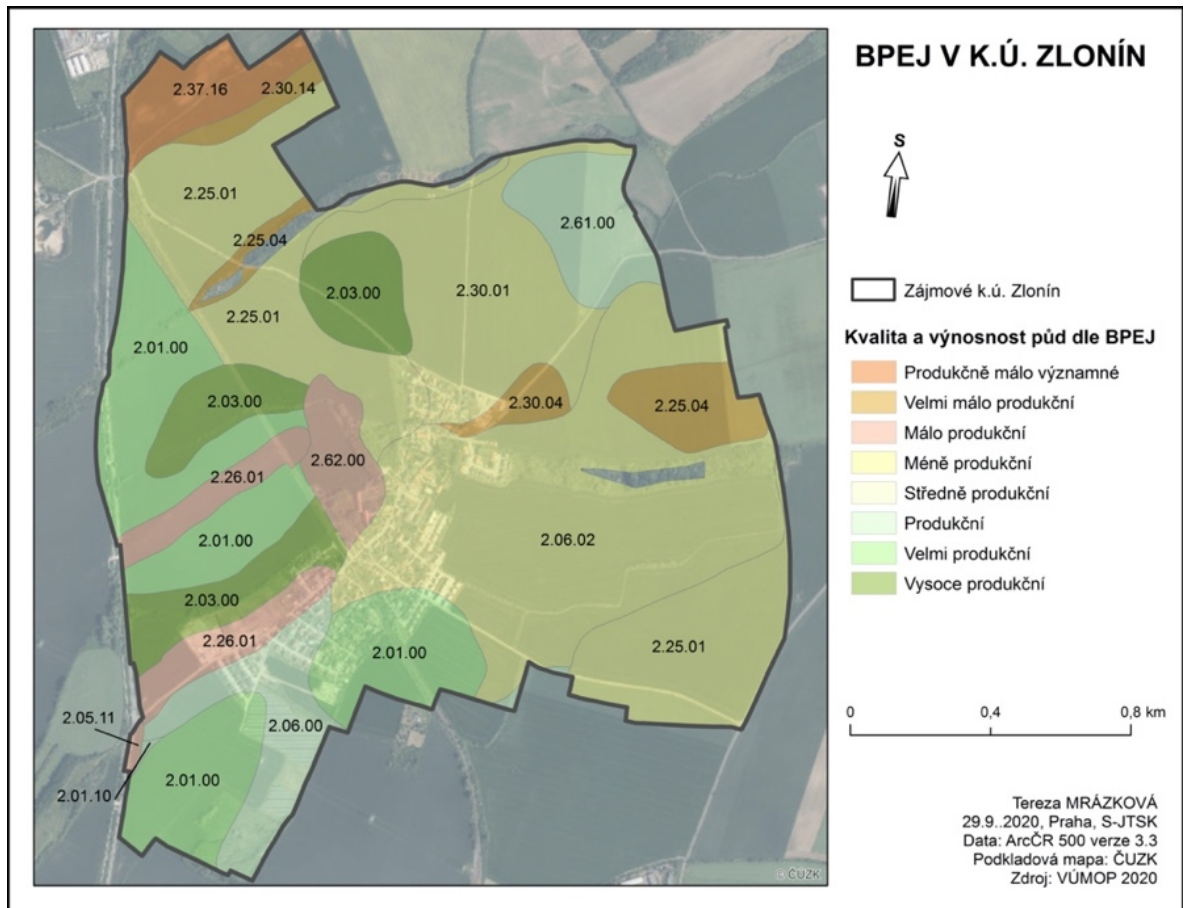 BPEJ V K.Ú. ZLONÍN
S
Zájmové k.ú. Zlonín
Kvalita a výnosnost půd dle BPEJ
Produkčně málo významné
Velmi málo produkční
Málo produkční
Méně produkční
Středně produkční
Produkční
Velmi produkční
Vysoce produkční
0 0,4 0,8 km
Tereza MRÁZKOVÁ
29.9..2020, Praha, S-JTSK
Data: ArcČR 500 verze 3.3
Podkladová mapa: ČUZK
Zdroj: VÚMOP 2020
2.37.16
2.30.14
2.25.01
2.25.04
2.61.00
2.03.00
2.30.01
2.25.01
2.01.00
2.03.00
2.30.04
2.25.04
2.26.01
2.62.00
2.01.00
2.06.02
2.03.00
2.26.01
2.01.00
2.25.01
2.05.11
2.06.00
2.01.00
2.01.10
© ČUZK